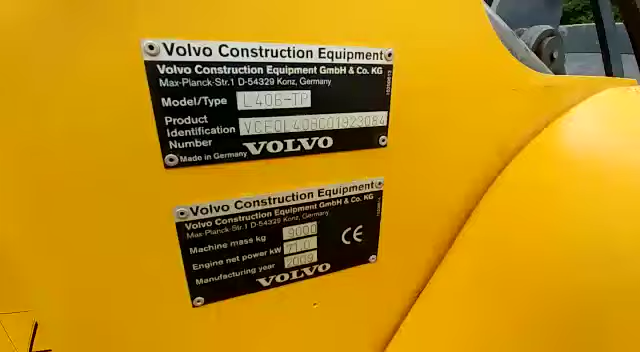 Volvo Construction Equipment
Volvo Construction Equipment GmbH & Co. KG
Max-Planck-Str.1 D-54329 Konz, Germany
Model/Type L40B-TP
Product Identification Number VCEOL40BC01923084
Made in Germany VOLVO
Volvo Construction Equipment
Volvo Construction Equipment GmbH & Co. KG
Max-Planck-Str.1 D-54329 Konz, Germany
Machine mass kg 9000
Engine net power kW 71.0
Manufacturing year 2009
CE
VOLVO